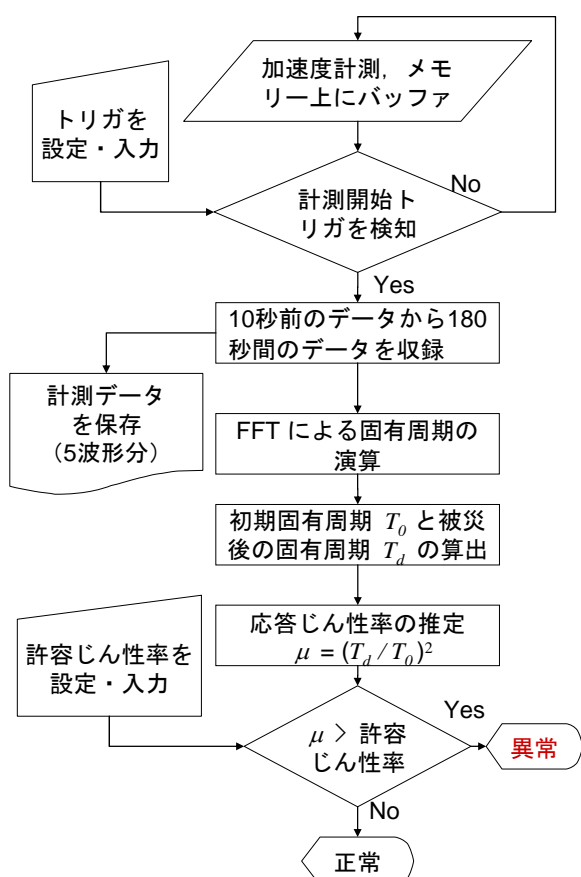 加速度計測，メモ
リー上にバッファ
トリガを
設定・入力
計測開始ト
リガを検知
No
Yes
10秒前のデータから180
秒間のデータを収録
計測データ
を保存
（5波形分）
FFT による固有周期の
演算
初期固有周期 T₀ と被災
後の固有周期 T_d の算出
応答じん性率の推定
μ = (T_d / T₀)²
許容じん性率を
設定・入力
μ > 許容
じん性率
Yes
異常
No
正常